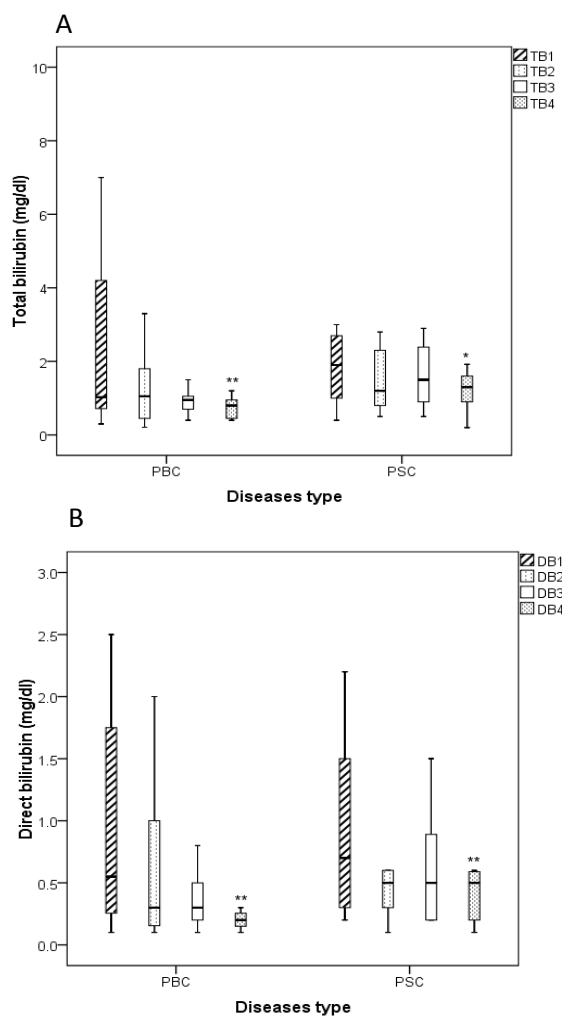 A
10
8
6
4
2
0
Total bilirubin (mg/dl)
TB1
TB2
TB3
TB4
**
*
PBC PSC
Diseases type
B
3.0
2.5
2.0
1.5
1.0
0.5
0.0
Direct bilirubin (mg/dl)
DB1
DB2
DB3
DB4
**
**
PBC PSC
Diseases type